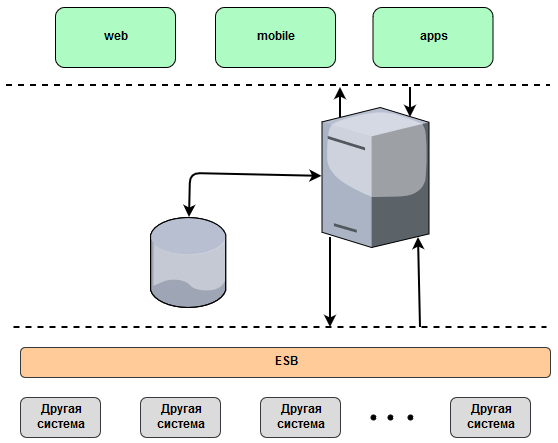 web
mobile
apps
ESB
Другая
система
Другая
система
Другая
система
Другая
система